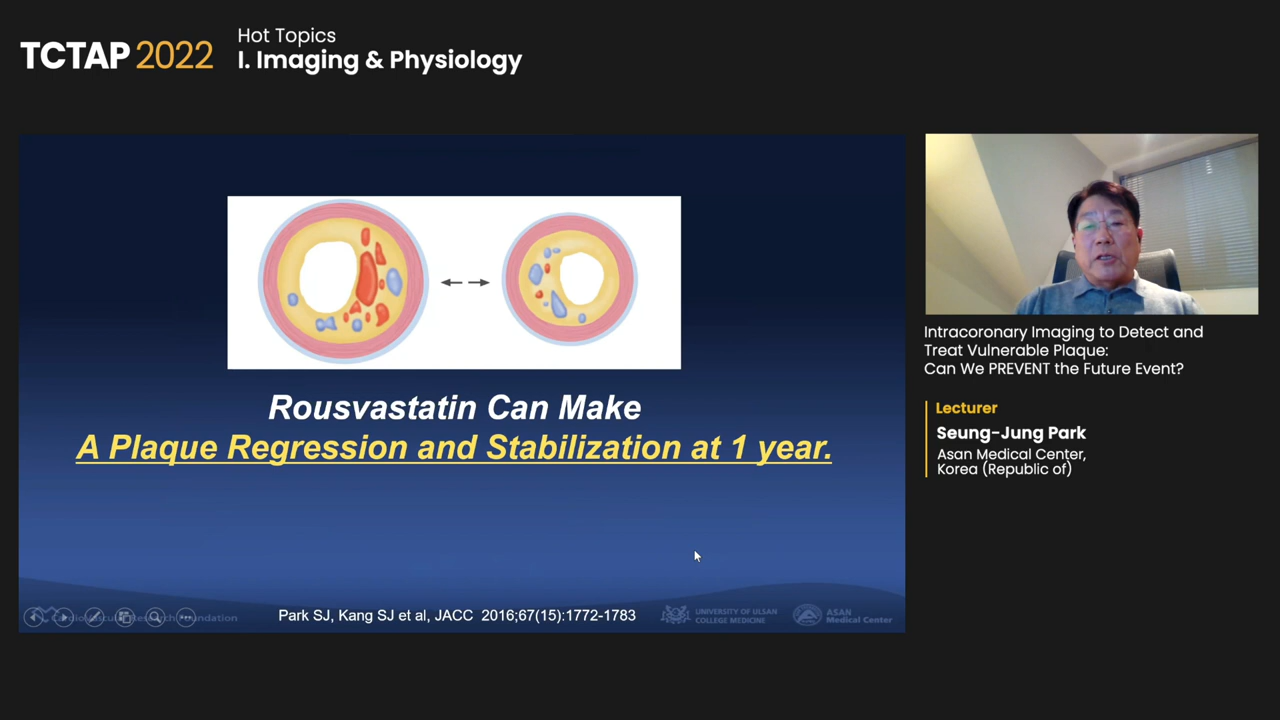 TCTAP 2022
Hot Topics
I. Imaging & Physiology
Rousvastatin Can Make
A Plaque Regression and Stabilization at 1 year.
Park SJ, Kang SJ et al, JACC 2016;67(15):1772-1783
UNIVERSITY OF ULSAN
COLLEGE MEDICINE
ASAN
Medical Center
Intracoronary Imaging to Detect and
Treat Vulnerable Plaque:
Can We PREVENT the Future Event?
Lecturer
Seung-Jung Park
Asan Medical Center,
Korea (Republic of)